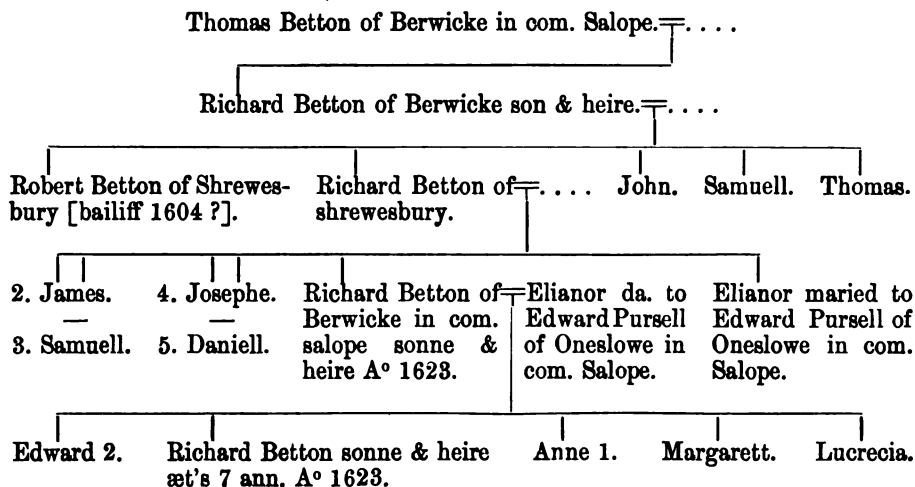 Thomas Betton of Berwicke in com. Salope. . . . .
Richard Betton of Berwicke son & heire. . . . .
Robert Betton of Shrewes-
bury [bailiff 1604 ?].
Richard Betton of . . . .
shrewesbury.
John.
Samuell.
Thomas.
2. James.
—
3. Samuell.
4. Josephe.
—
5. Daniell.
Richard Betton of
Berwicke in com.
salope sonne &
heire Aº 1623.
Elianor da. to
Edward Pursell
of Oneslowe in
com. Salope.
Elianor maried to
Edward Pursell of
Oneslowe in com.
Salope.
Edward 2.
Richard Betton sonne & heire
æt's 7 ann. Aº 1623.
Anne 1.
Margarett.
Lucrecia.